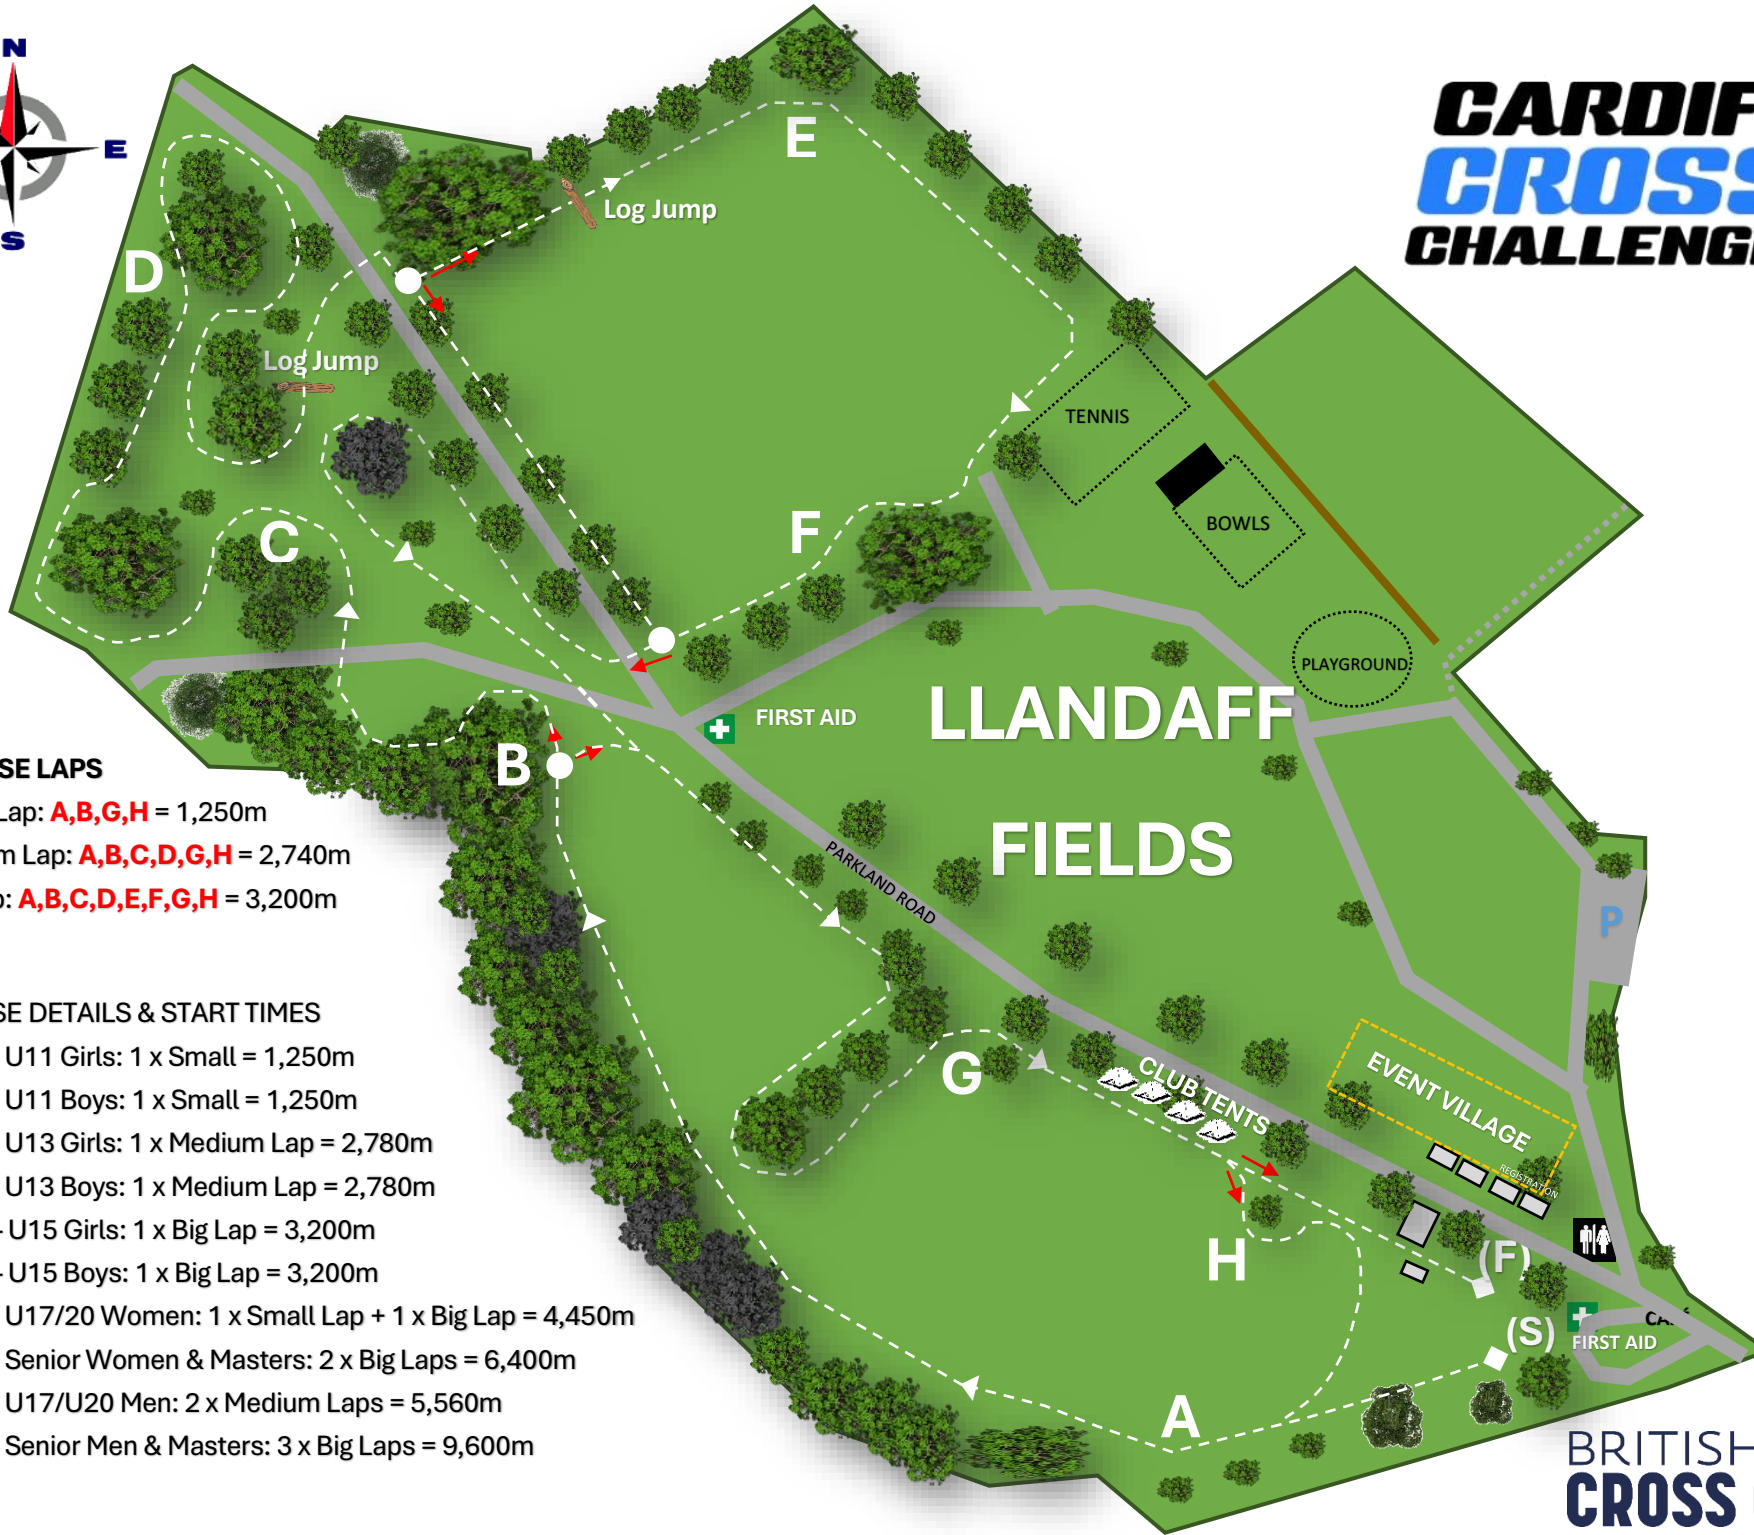 N
E
S
CARDIF
CROSS
CHALLENG
E
Log Jump
D
Log Jump
TENNIS
BOWLS
F
C
PLAYGROUND
LLANDAFF
FIELDS
FIRST AID
B
SE LAPS
Lap: A,B,G,H = 1,250m
m Lap: A,B,C,D,G,H = 2,740m
: A,B,C,D,E,F,G,H = 3,200m
PARKLAND ROAD
P
SE DETAILS & START TIMES
U11 Girls: 1 x Small = 1,250m
U11 Boys: 1 x Small = 1,250m
U13 Girls: 1 x Medium Lap = 2,780m
U13 Boys: 1 x Medium Lap = 2,780m
- U15 Girls: 1 x Big Lap = 3,200m
- U15 Boys: 1 x Big Lap = 3,200m
U17/20 Women: 1 x Small Lap + 1 x Big Lap = 4,450m
Senior Women & Masters: 2 x Big Laps = 6,400m
U17/U20 Men: 2 x Medium Laps = 5,560m
Senior Men & Masters: 3 x Big Laps = 9,600m
G
CLUB TENTS
EVENT VILLAGE
REGISTRATION
H
(F)
(S)
FIRST AID
A
BRITISH
CROSS